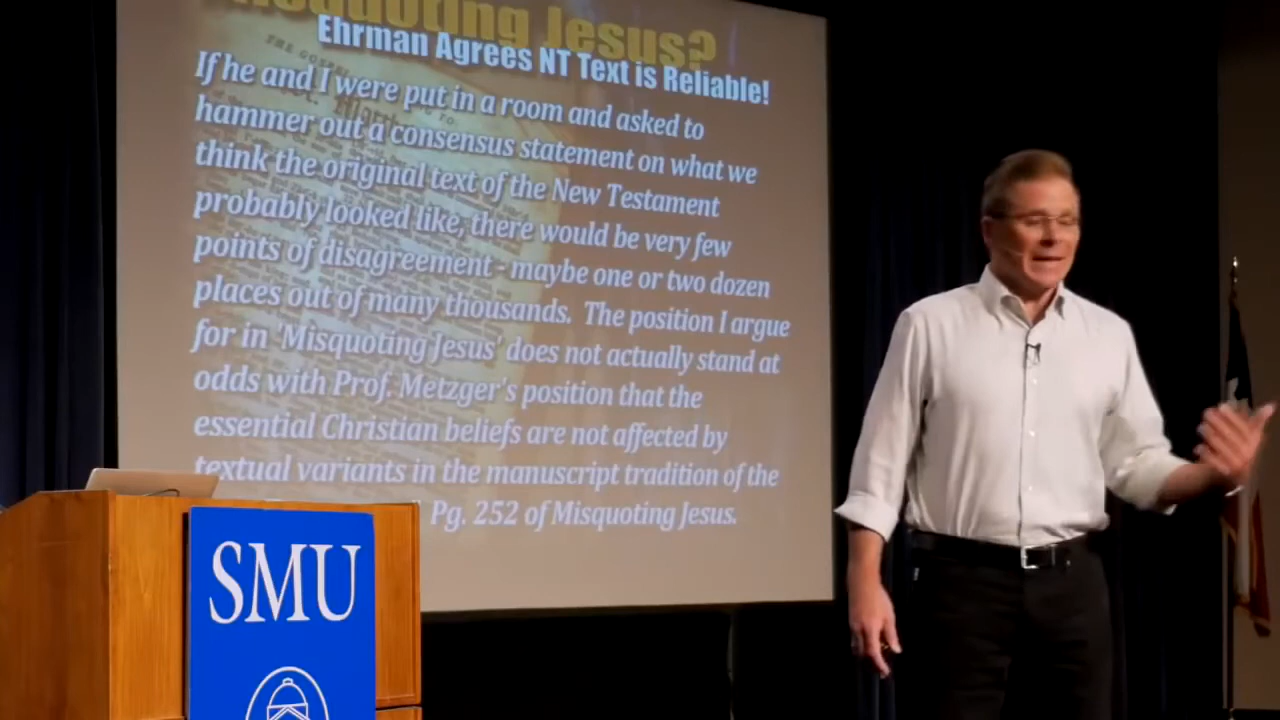 Misquoting Jesus?
Ehrman Agrees NT Text is Reliable!
If he and I were put in a room and asked to
hammer out a consensus statement on what we
think the original text of the New Testament
probably looked like, there would be very few
points of disagreement - maybe one or two dozen
places out of many thousands. The position I argue
for in 'Misquoting Jesus' does not actually stand at
odds with Prof. Metzger's position that the
essential Christian beliefs are not affected by
textual variants in the manuscript tradition of the
Pg. 252 of Misquoting Jesus.
SMU